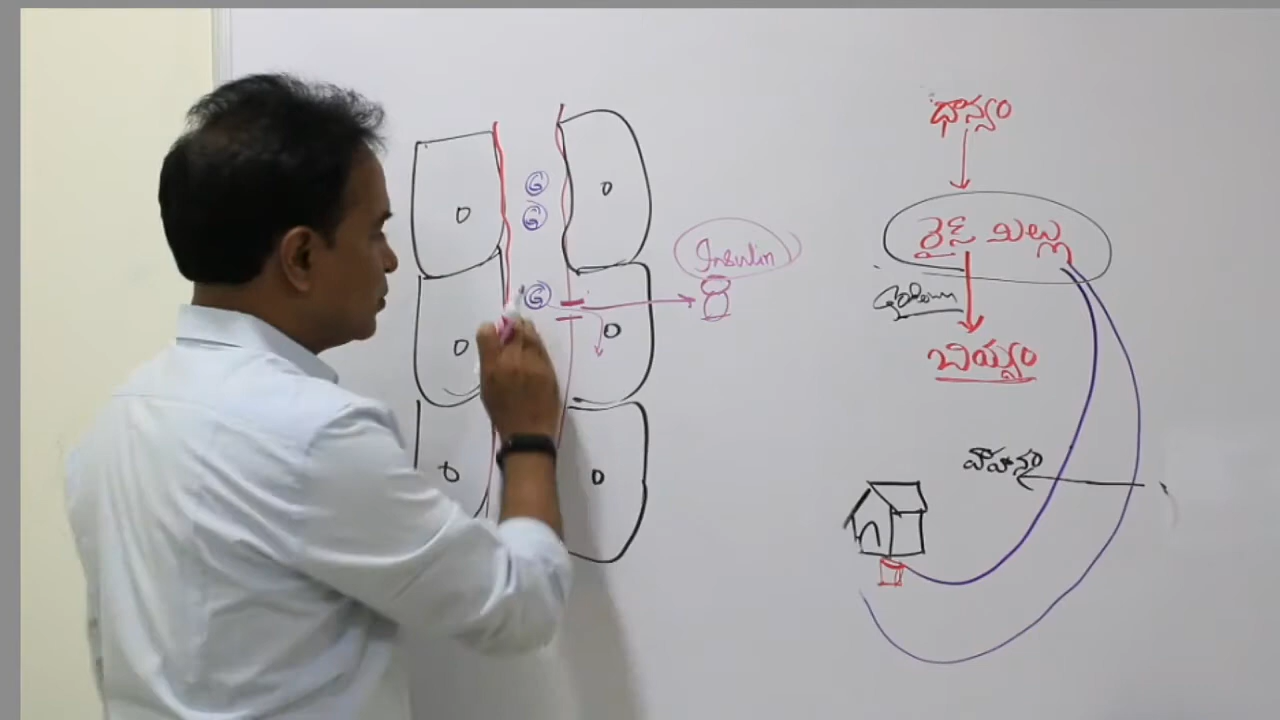 G
G
G
Insulin
ధాన్యం
రైస్ మిల్లు
బియ్యం
వాహనం